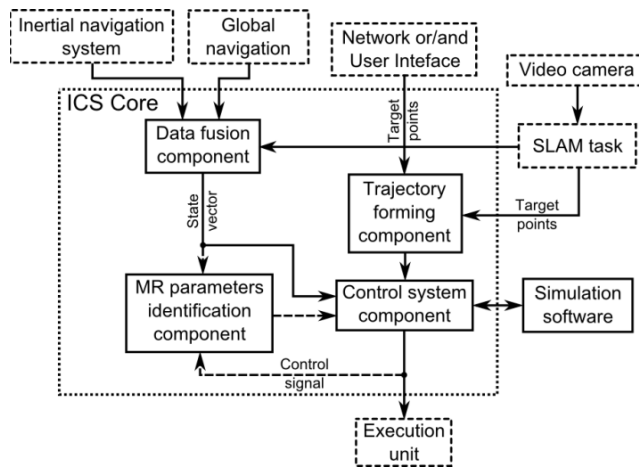 Inertial navigation
system
Global
navigation
Network or/and
User Inteface
Video camera
ICS Core
Data fusion
component
Target
points
SLAM task
State
vector
Trajectory
forming
component
Target
points
MR parameters
identification
component
Control system
component
Simulation
software
Control
signal
Execution
unit